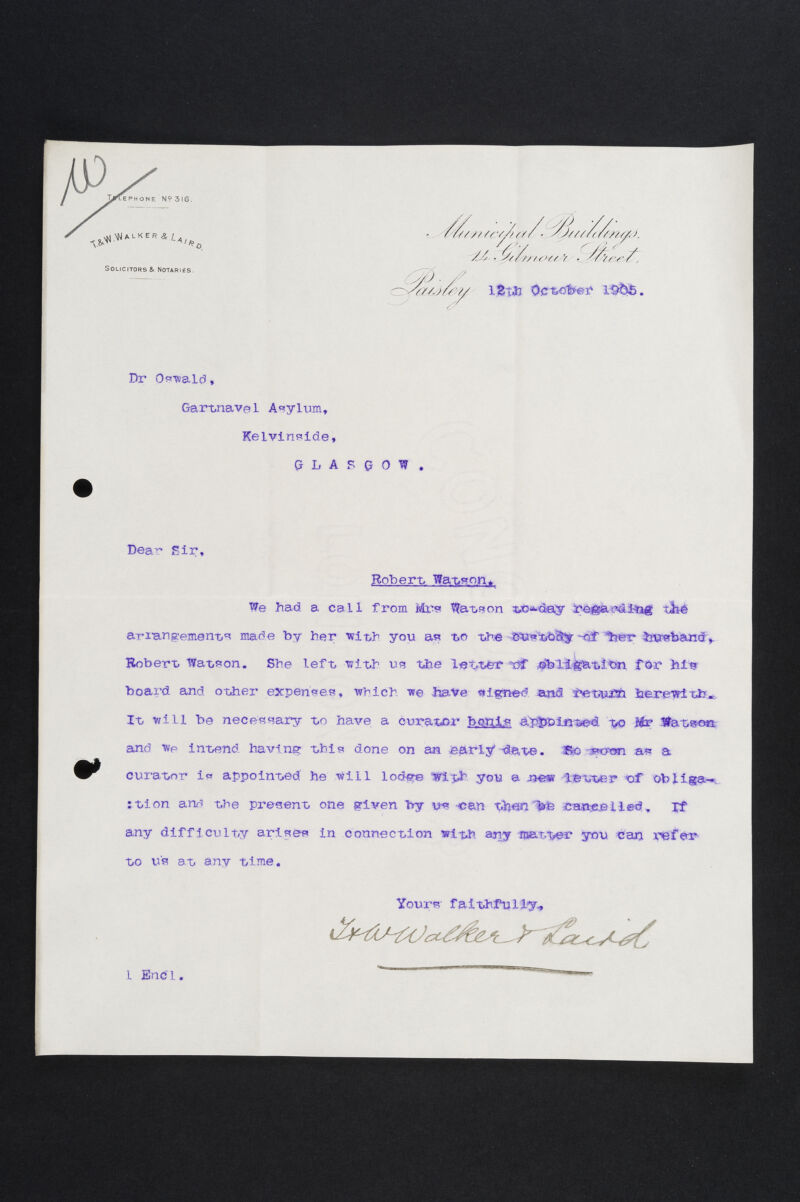 W
TELEPHONE Nº 316.
T. & W. WALKER & LAIRD.
SOLICITORS & NOTARIES.
Municipal Buildings.
14 Gilmour Street.
Paisley 12th October 1905.
Dr Oswald,
Gartnavel Asylum,
Kelvinside,
G L A S G O W .
Dear Sir,
Robert Watson.
We had a call from Mrs Watson to-day regarding the
arrangements made by her with you as to the custody of her husband,
Robert Watson. She left with us the letter of obligation for his
board and other expenses, which we have signed and return herewith.
It will be necessary to have a curator bonis appointed to Mr Watson
and we intend having this done on an early date. So soon as a
curator is appointed he will lodge with you a new letter of obliga-
:tion and the present one given by us can then be cancelled. If
any difficulty arises in connection with any matter you can refer
to us at any time.
Yours faithfully,
T & W Walker & Laird
1 Encl.